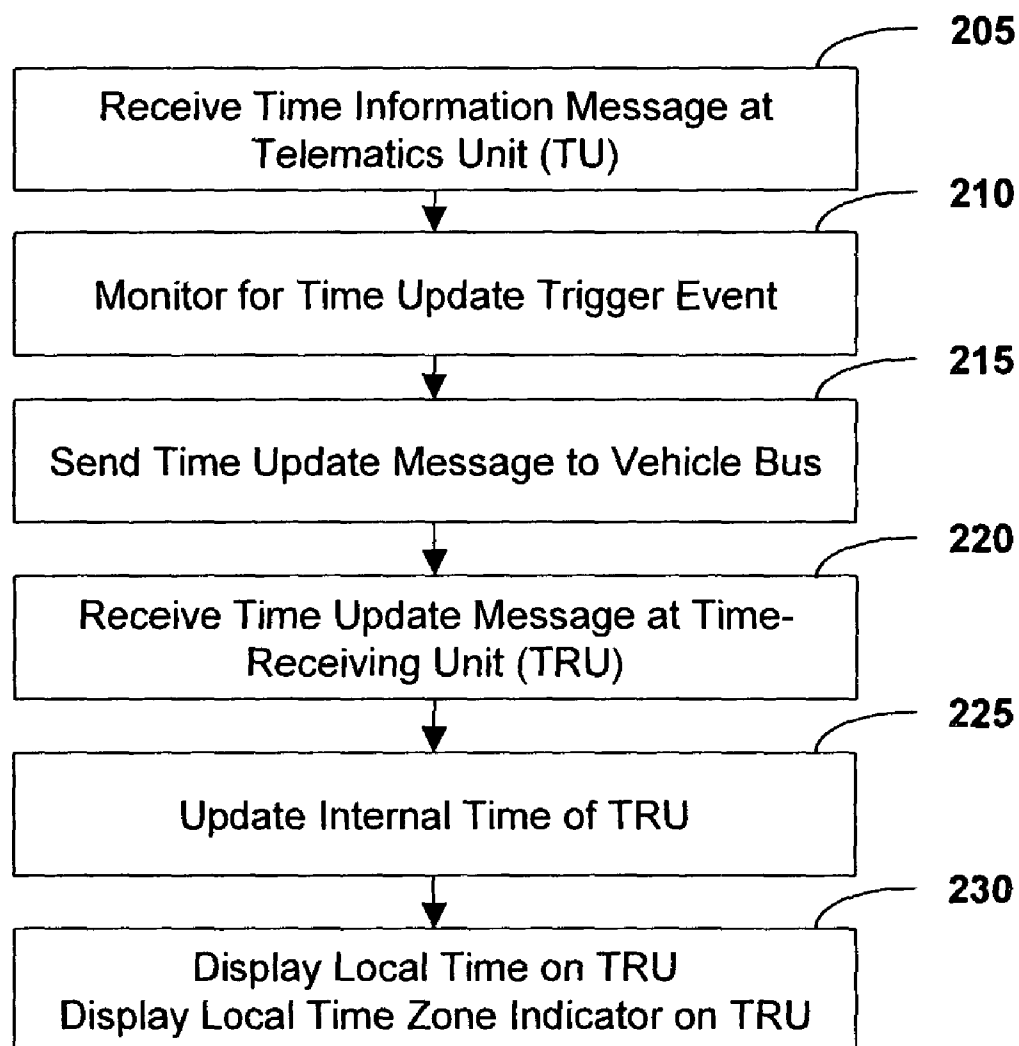 205
Receive Time Information Message at
Telematics Unit (TU)
210
Monitor for Time Update Trigger Event
215
Send Time Update Message to Vehicle Bus
220
Receive Time Update Message at Time-
Receiving Unit (TRU)
225
Update Internal Time of TRU
230
Display Local Time on TRU
Display Local Time Zone Indicator on TRU